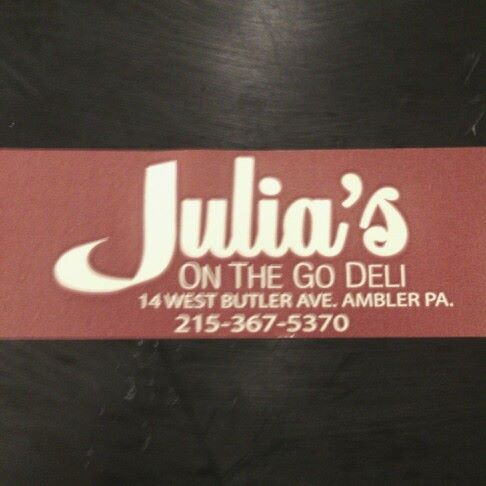 Julia's
ON THE GO DELI
14 WEST BUTLER AVE. AMBLER PA.
215-367-5370